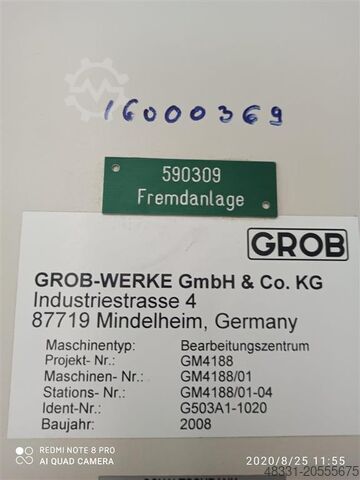 16000369
590309
Fremdanlage
GROB
GROB-WERKE GmbH & Co. KG
Industriestrasse 4
87719 Mindelheim, Germany
Maschinentyp: Bearbeitungszentrum
Projekt- Nr.: GM4188
Maschinen- Nr.: GM4188/01
Stations- Nr.: GM4188/01-04
Ident-Nr.: G503A1-1020
Baujahr: 2008
REDMI NOTE 8 PRO
AI QUAD CAMERA
2020/8/25 11:55
48331-20555675